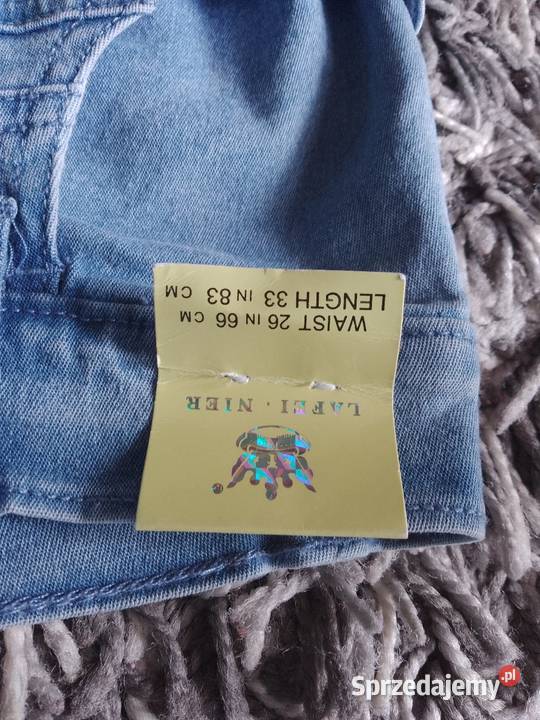 WAIST 26 IN 66 CM
LENGTH 33 IN 83 CM
LAFEI . NIER
®
Sprzedajemy.pl